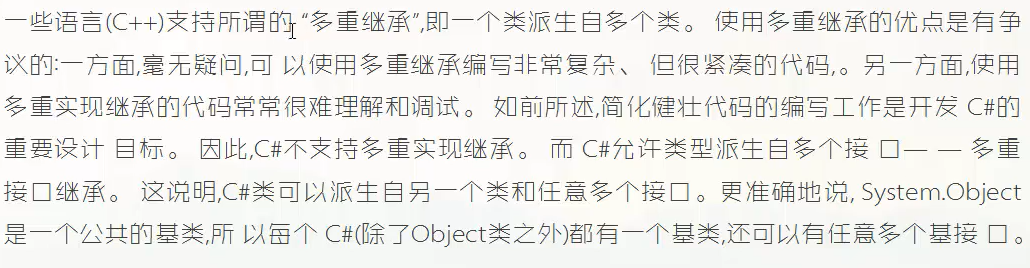 一些语言(C++)支持所谓的 “多重继承”,即一个类派生自多个类。 使用多重继承的优点是有争
议的:一方面,毫无疑问,可 以使用多重继承编写非常复杂、 但很紧凑的代码,。另一方面,使用
多重实现继承的代码常常很难理解和调试。 如前所述,简化健壮代码的编写工作是开发 C#的
重要设计 目标。 因此,C#不支持多重实现继承。 而 C#允许类型派生自多个接 口— — 多重
接口继承。 这说明,C#类可以派生自另一个类和任意多个接口。更准确地说, System.Object
是一个公共的基类,所 以每个 C#(除了Object类之外)都有一个基类,还可以有任意多个基接 口 。